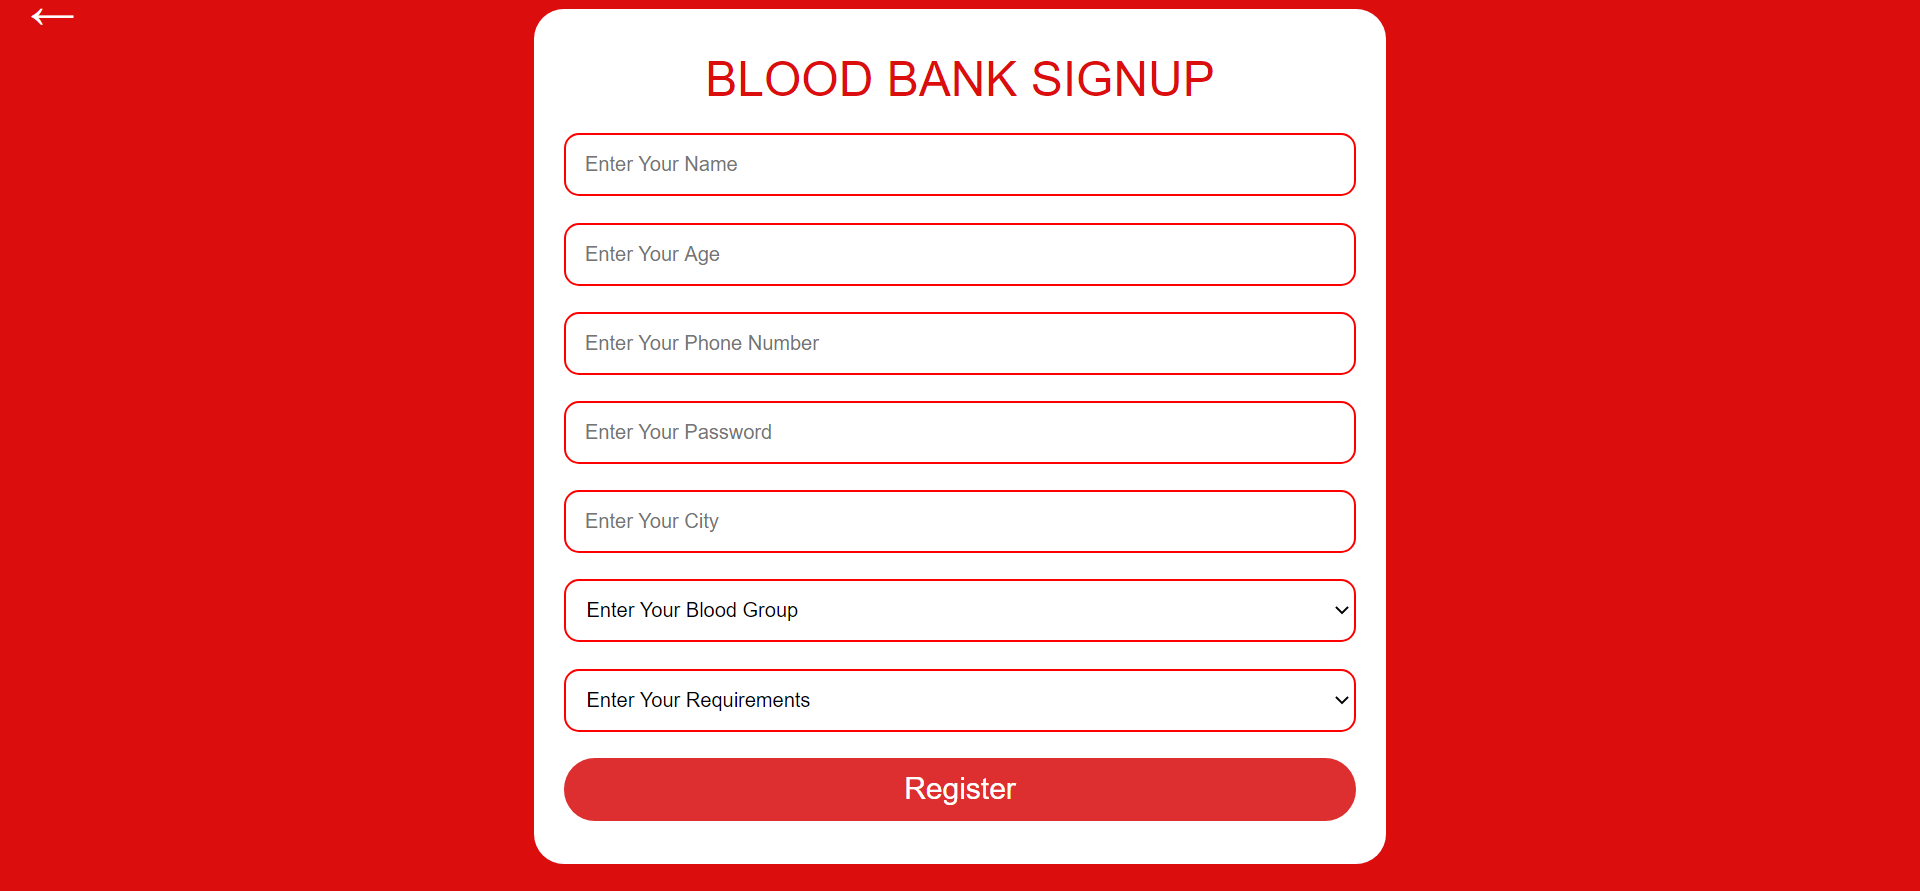 BLOOD BANK SIGNUP
Enter Your Name
Enter Your Age
Enter Your Phone Number
Enter Your Password
Enter Your City
Enter Your Blood Group
Enter Your Requirements
Register